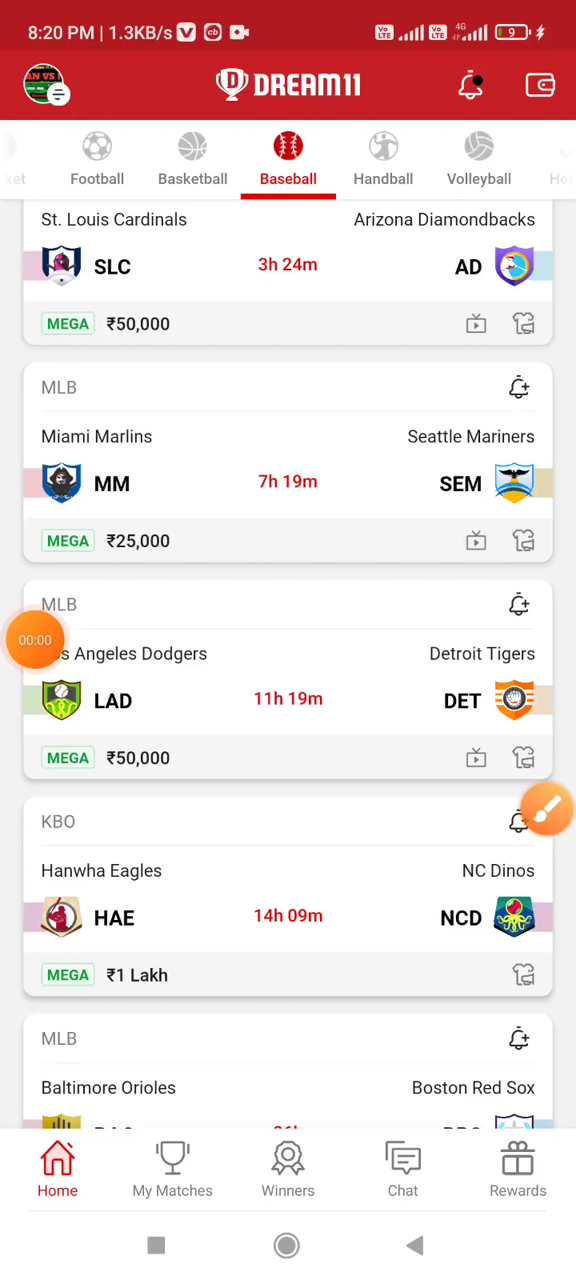 8:20 PM | 1.3KB/s
4G
9
DREAM11
Football
Basketball
Baseball
Handball
Volleyball
St. Louis Cardinals
Arizona Diamondbacks
SLC
3h 24m
AD
MEGA ₹50,000
MLB
Miami Marlins
Seattle Mariners
MM
7h 19m
SEM
MEGA ₹25,000
MLB
00:00
Angeles Dodgers
Detroit Tigers
LAD
11h 19m
DET
MEGA ₹50,000
KBO
Hanwha Eagles
NC Dinos
HAE
14h 09m
NCD
MEGA ₹1 Lakh
MLB
Baltimore Orioles
Boston Red Sox
Home
My Matches
Winners
Chat
Rewards